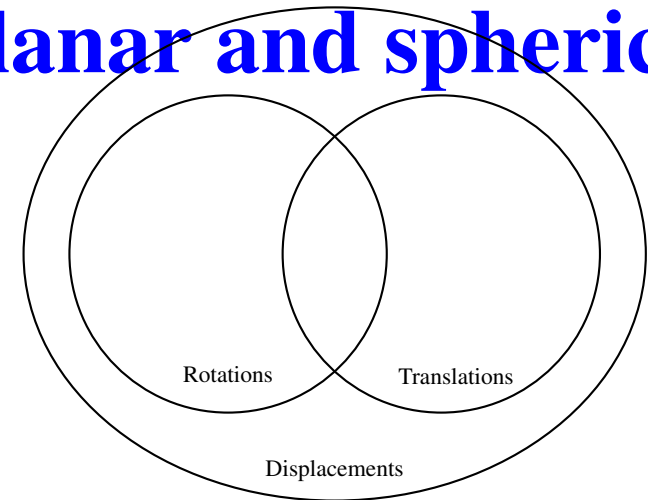 lanar and spheric
Rotations
Translations
Displacements